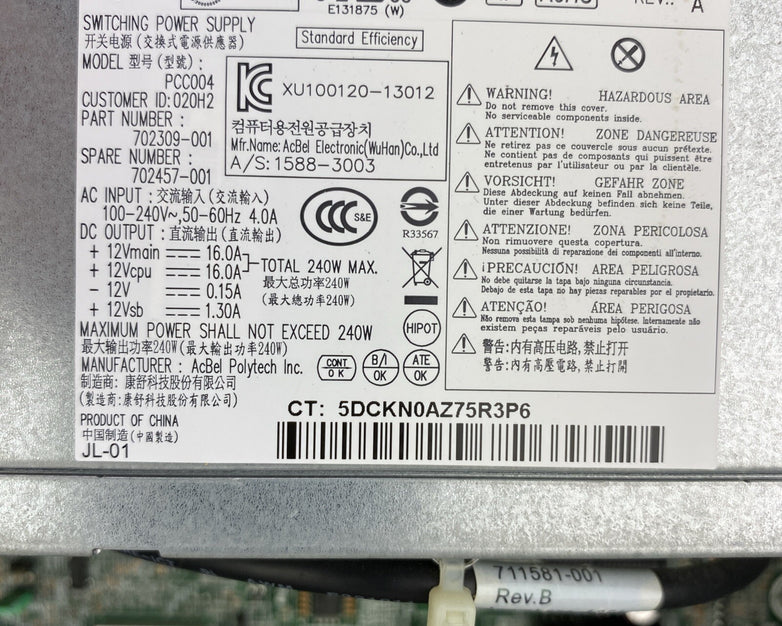 E131875 (W)
REV.: A
SWITCHING POWER SUPPLY
开关电源 (交換式電源供應器)
Standard Efficiency
MODEL 型号 (型號) :
PCC004
CUSTOMER ID:020H2
PART NUMBER :
702309-001
SPARE NUMBER :
702457-001
XU100120-13012
컴퓨터용전원공급장치
Mfr.Name: AcBel Electronic(WuHan)Co.,Ltd
A/S:1588-3003
AC INPUT : 交流输入 (交流輸入)
100-240V~,50-60Hz 4.0A
DC OUTPUT : 直流输出 (直流輸出)
+ 12Vmain 16.0A
+ 12Vcpu 16.0A
TOTAL 240W MAX.
最大总功率240W
(最大總功率240W)
- 12V 0.15A
+ 12Vsb 1.30A
CCC S&E
R33567
MAXIMUM POWER SHALL NOT EXCEED 240W
最大输出功率240W (最大輸出功率240W)
MANUFACTURER : AcBel Polytech Inc.
制造商: 康舒科技股份有限公司
(製造商: 康舒科技股份有限公司)
HIPOT
CONT OK
B/I OK
ATE OK
PRODUCT OF CHINA
中国制造 (中國製造)
JL-01
WARNING! HAZARDOUS AREA
Do not remove this cover.
No serviceable components inside.
ATTENTION! ZONE DANGEREUSE
Ne retirez pas ce couvercle sous aucun prétexte.
Ne contient pas de composants qui puissent être
entretenus par l'utilisateur ou par la clientèle.
VORSICHT! GEFAHR ZONE
Diese Abdeckung auf keinen Fall abnehmen.
Unter dieser Abdeckung befinden sich keine Teile,
die einer Wartung bedürfen.
ATTENZIONE! ZONA PERICOLOSA
Non rimuovere questa copertura.
Nessuna possibilità di reparazione dei componenti all'interno.
¡PRECAUCIÓN! AREA PELIGROSA
No debe quitarse la tapa bajo ninguna circunstancia.
Debajo de esta tapa no hay piezas reparables por el propietario.
ATENÇÃO! ÁREA PERIGOSA
Não remova esta tampa sob nenhuma hipótese. Internamente não
existem peças reparáveis pelo usuário.
警告:内有高压电路,禁止打开
警告:內有高壓電路,禁止打開
CT: 5DCKN0AZ75R3P6
711581-001
Rev.B